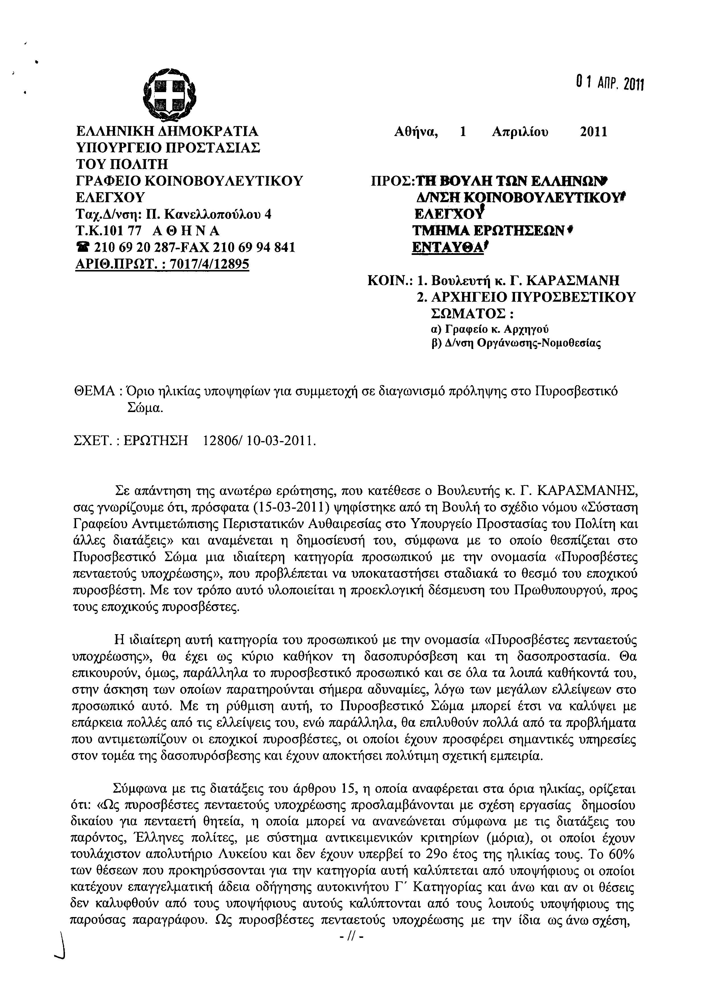 0 1 ΑΠΡ. 2011
ΕΛΛΗΝΙΚΗ ΔΗΜΟΚΡΑΤΙΑ
ΥΠΟΥΡΓΕΙΟ ΠΡΟΣΤΑΣΙΑΣ
ΤΟΥ ΠΟΛΙΤΗ
ΓΡΑΦΕΙΟ ΚΟΙΝΟΒΟΥΛΕΥΤΙΚΟΥ
ΕΛΕΓΧΟΥ
Ταχ.Δ/νση: Π. Κανελλοπούλου 4
Τ.Κ.101 77 Α Θ Η Ν Α
☎ 210 69 20 287-FAX 210 69 94 841
ΑΡΙΘ.ΠΡΩΤ. : 7017/4/12895
Αθήνα, 1 Απριλίου 2011
ΠΡΟΣ:ΤΗ ΒΟΥΛΗ ΤΩΝ ΕΛΛΗΝΩΝ
Δ/ΝΣΗ ΚΟΙΝΟΒΟΥΛΕΥΤΙΚΟΥ
ΕΛΕΓΧΟΥ
ΤΜΗΜΑ ΕΡΩΤΗΣΕΩΝ
ΕΝΤΑΥΘΑ
ΚΟΙΝ.: 1. Βουλευτή κ. Γ. ΚΑΡΑΣΜΑΝΗ
2. ΑΡΧΗΓΕΙΟ ΠΥΡΟΣΒΕΣΤΙΚΟΥ
ΣΩΜΑΤΟΣ :
α) Γραφείο κ. Αρχηγού
β) Δ/νση Οργάνωσης-Νομοθεσίας
ΘΕΜΑ : Όριο ηλικίας υποψηφίων για συμμετοχή σε διαγωνισμό πρόληψης στο Πυροσβεστικό
Σώμα.
ΣΧΕΤ. : ΕΡΩΤΗΣΗ 12806/ 10-03-2011.
Σε απάντηση της ανωτέρω ερώτησης, που κατέθεσε ο Βουλευτής κ. Γ. ΚΑΡΑΣΜΑΝΗΣ,
σας γνωρίζουμε ότι, πρόσφατα (15-03-2011) ψηφίστηκε από τη Βουλή το σχέδιο νόμου «Σύσταση
Γραφείου Αντιμετώπισης Περιστατικών Αυθαιρεσίας στο Υπουργείο Προστασίας του Πολίτη και
άλλες διατάξεις» και αναμένεται η δημοσίευσή του, σύμφωνα με το οποίο θεσπίζεται στο
Πυροσβεστικό Σώμα μια ιδιαίτερη κατηγορία προσωπικού με την ονομασία «Πυροσβέστες
πενταετούς υποχρέωσης», που προβλέπεται να υποκαταστήσει σταδιακά το θεσμό του εποχικού
πυροσβέστη. Με τον τρόπο αυτό υλοποιείται η προεκλογική δέσμευση του Πρωθυπουργού, προς
τους εποχικούς πυροσβέστες.
Η ιδιαίτερη αυτή κατηγορία του προσωπικού με την ονομασία «Πυροσβέστες πενταετούς
υποχρέωσης», θα έχει ως κύριο καθήκον τη δασοπυρόσβεση και τη δασοπροστασία. Θα
επικουρούν, όμως, παράλληλα το πυροσβεστικό προσωπικό και σε όλα τα λοιπά καθήκοντά του,
στην άσκηση των οποίων παρατηρούνται σήμερα αδυναμίες, λόγω των μεγάλων ελλείψεων στο
προσωπικό αυτό. Με τη ρύθμιση αυτή, το Πυροσβεστικό Σώμα μπορεί έτσι να καλύψει με
επάρκεια πολλές από τις ελλείψεις του, ενώ παράλληλα, θα επιλυθούν πολλά από τα προβλήματα
που αντιμετωπίζουν οι εποχικοί πυροσβέστες, οι οποίοι έχουν προσφέρει σημαντικές υπηρεσίες
στον τομέα της δασοπυρόσβεσης και έχουν αποκτήσει πολύτιμη σχετική εμπειρία.
Σύμφωνα με τις διατάξεις του άρθρου 15, η οποία αναφέρεται στα όρια ηλικίας, ορίζεται
ότι: «Ως πυροσβέστες πενταετούς υποχρέωσης προσλαμβάνονται με σχέση εργασίας δημοσίου
δικαίου για πενταετή θητεία, η οποία μπορεί να ανανεώνεται σύμφωνα με τις διατάξεις του
παρόντος, Έλληνες πολίτες, με σύστημα αντικειμενικών κριτηρίων (μόρια), οι οποίοι έχουν
τουλάχιστον απολυτήριο Λυκείου και δεν έχουν υπερβεί το 29ο έτος της ηλικίας τους. Το 60%
των θέσεων που προκηρύσσονται για την κατηγορία αυτή καλύπτεται από υποψήφιους οι οποίοι
κατέχουν επαγγελματική άδεια οδήγησης αυτοκινήτου Γ΄ Κατηγορίας και άνω και αν οι θέσεις
δεν καλυφθούν από τους υποψήφιους αυτούς καλύπτονται από τους λοιπούς υποψήφιους της
παρούσας παραγράφου. Ως πυροσβέστες πενταετούς υποχρέωσης με την ίδια ως άνω σχέση,
- // -